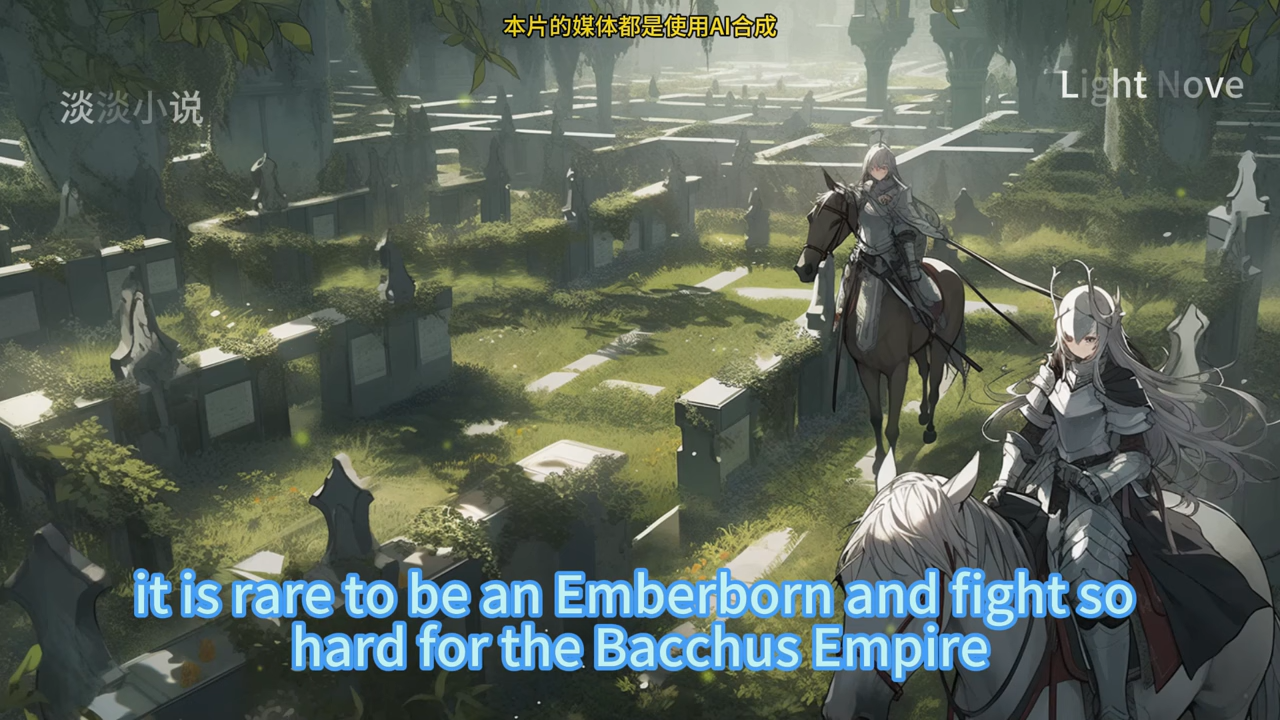 本片的媒体都是使用AI合成
淡淡小说
Light Nove
it is rare to be an Emberborn and fight so
hard for the Bacchus Empire